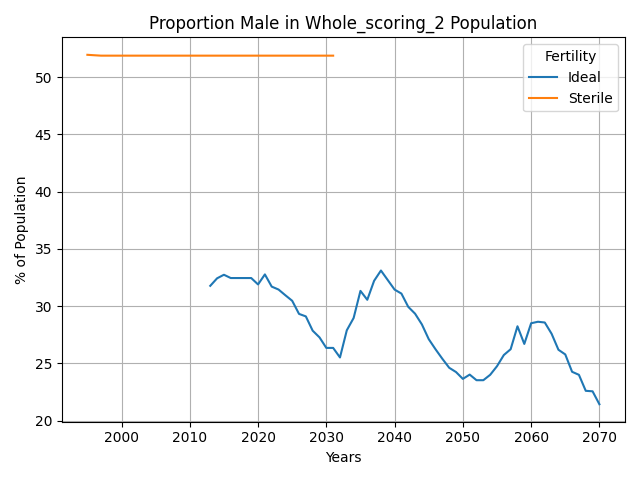 Proportion Male in Whole_scoring_2 Population
Fertility
Ideal
Sterile
% of Population
50
45
40
35
30
25
20
2000
2010
2020
2030
2040
2050
2060
2070
Years